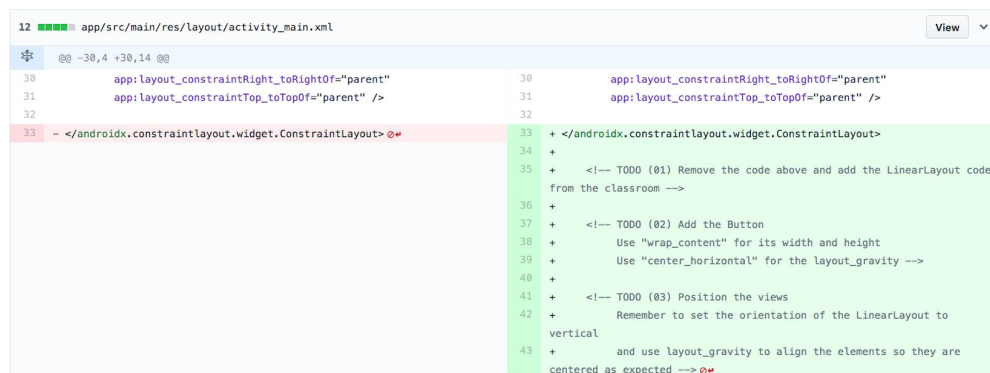 12 app/src/main/res/layout/activity_main.xml View
@@ -30,4 +30,14 @@
30 app:layout_constraintRight_toRightOf="parent"
31 app:layout_constraintTop_toTopOf="parent" />
32
33 - </androidx.constraintlayout.widget.ConstraintLayout>
30 app:layout_constraintRight_toRightOf="parent"
31 app:layout_constraintTop_toTopOf="parent" />
32
33 + </androidx.constraintlayout.widget.ConstraintLayout>
34 +
35 + <!-- TODO (01) Remove the code above and add the LinearLayout code
from the classroom -->
36 +
37 + <!-- TODO (02) Add the Button
38 + Use "wrap_content" for its width and height
39 + Use "center_horizontal" for the layout_gravity -->
40 +
41 + <!-- TODO (03) Position the views
42 + Remember to set the orientation of the LinearLayout to
vertical
43 + and use layout_gravity to align the elements so they are
centered as expected -->